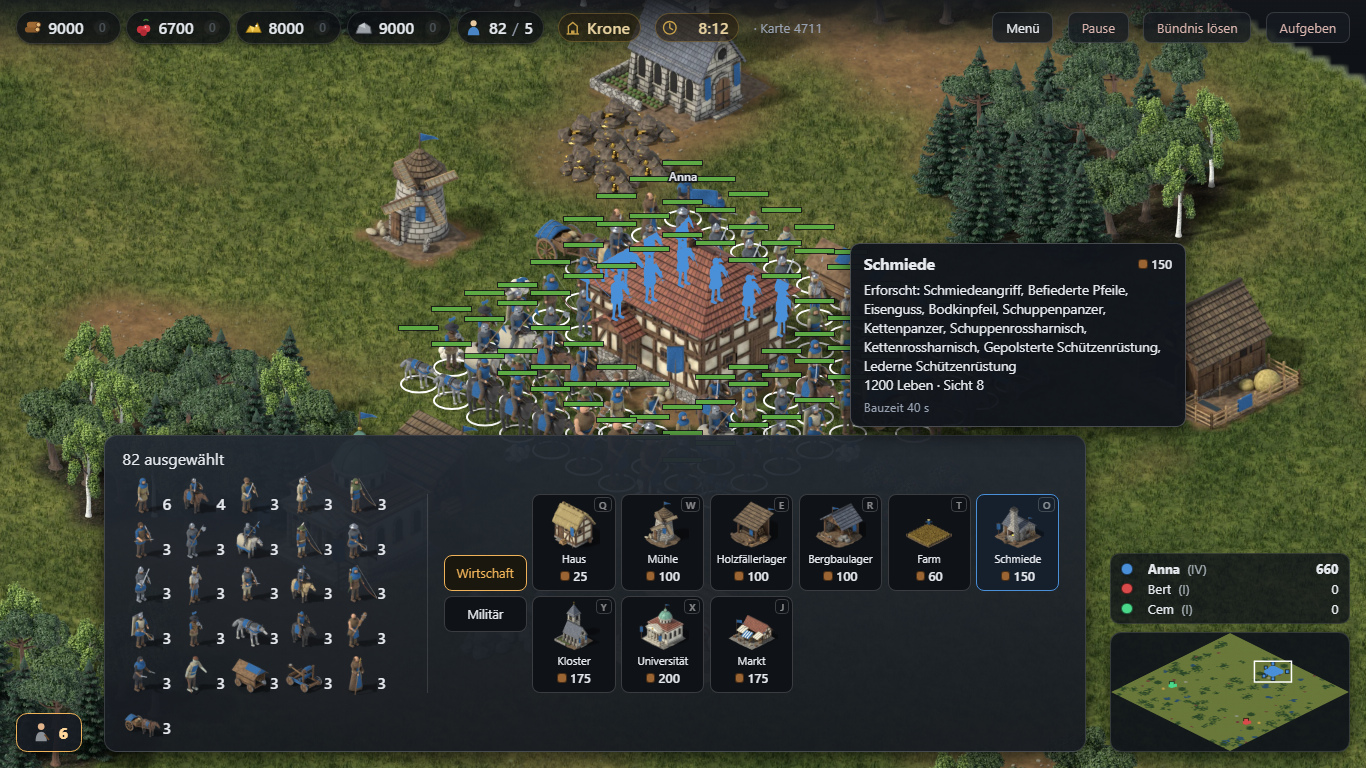 9000 0 6700 0 8000 0 9000 0 82 / 5 Krone 8:12 · Karte 4711 Menü Pause Bündnis lösen Aufgeben
Anna
Schmiede 150
Erforscht: Schmiedeangriff, Befiederte Pfeile,
Eisenguss, Bodkinpfeil, Schuppenpanzer,
Kettenpanzer, Schuppenrossharnisch,
Kettenrossharnisch, Gepolsterte Schützenrüstung,
Lederne Schützenrüstung
1200 Leben · Sicht 8
Bauzeit 40 s
82 ausgewählt
6 4 3 3 3
3 3 3 3 3
3 3 3 3 3
3 3 3 3 3
3 3 3 3 3
3
Wirtschaft
Militär
Q W E R T O
Haus Mühle Holzfällerlager Bergbaulager Farm Schmiede
25 100 100 100 60 150
Y X J
Kloster Universität Markt
175 200 175
6
Anna (IV) 660
Bert (I) 0
Cem (I) 0